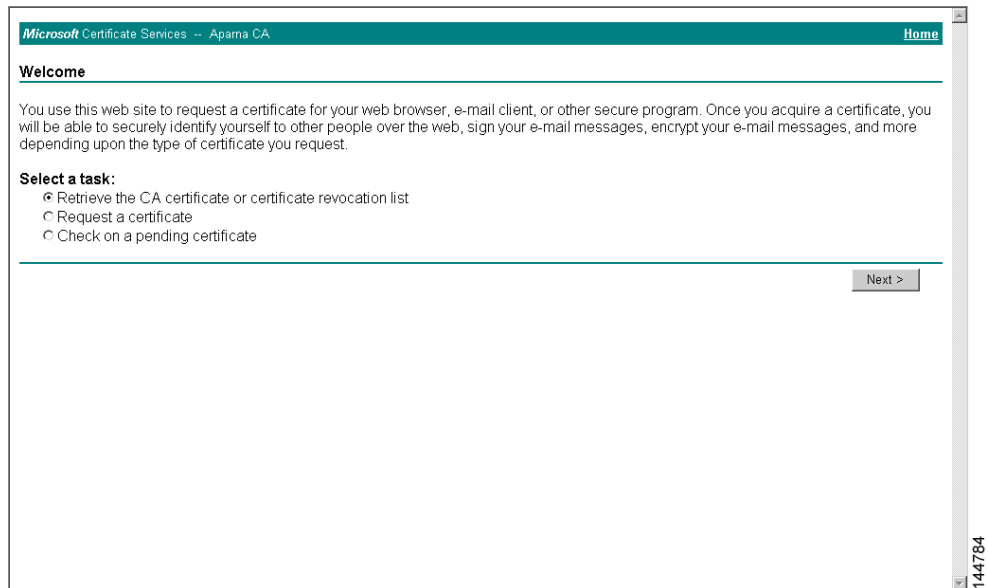 Microsoft Certificate Services -- Aparna CA Home
Welcome
You use this web site to request a certificate for your web browser, e-mail client, or other secure program. Once you acquire a certificate, you
will be able to securely identify yourself to other people over the web, sign your e-mail messages, encrypt your e-mail messages, and more
depending upon the type of certificate you request.
Select a task:
Retrieve the CA certificate or certificate revocation list
Request a certificate
Check on a pending certificate
Next >
144784